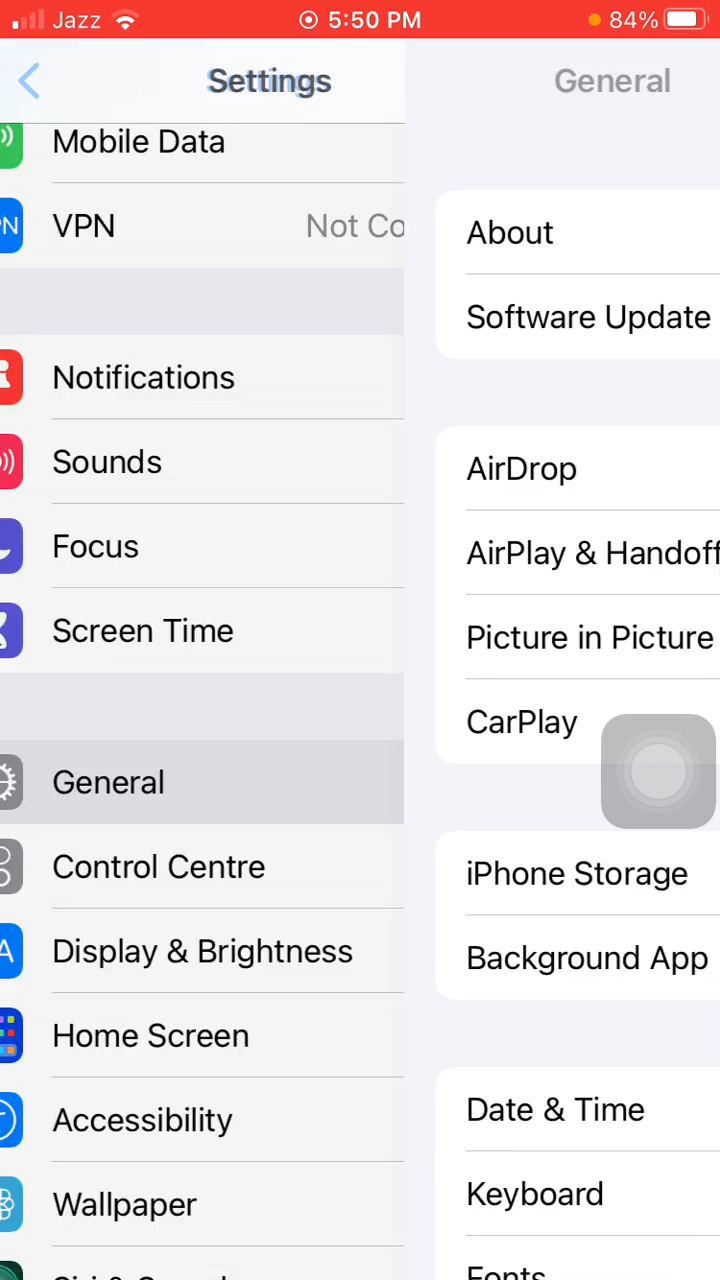 Jazz 5:50 PM 84%
Settings
Mobile Data
VPN Not Co
Notifications
Sounds
Focus
Screen Time
General
Control Centre
Display & Brightness
Home Screen
Accessibility
Wallpaper
General
About
Software Update
AirDrop
AirPlay & Handoff
Picture in Picture
CarPlay
iPhone Storage
Background App
Date & Time
Keyboard
Fonts